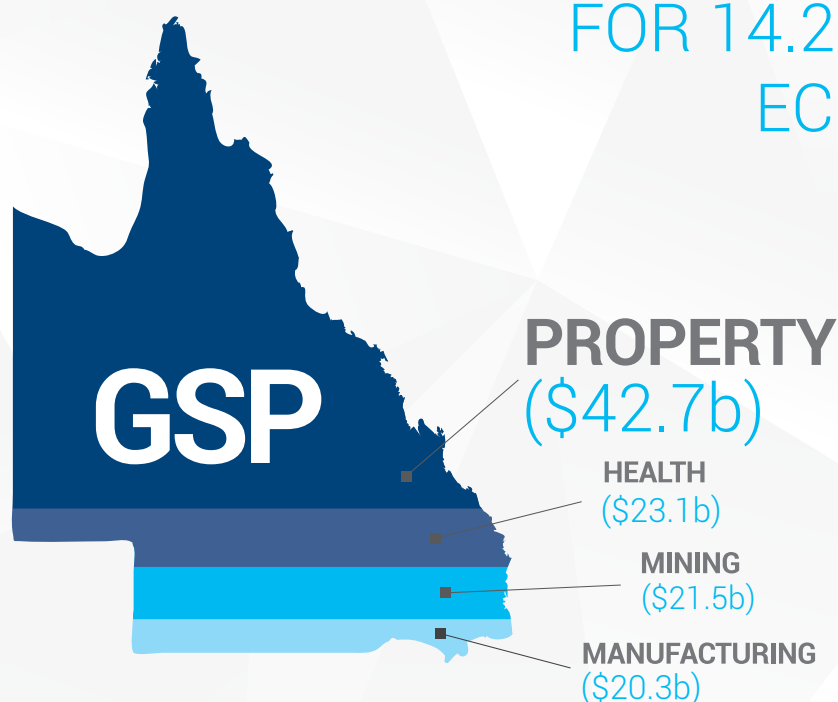 FOR 14.2
EC
GSP
PROPERTY
($42.7b)
HEALTH
($23.1b)
MINING
($21.5b)
MANUFACTURING
($20.3b)